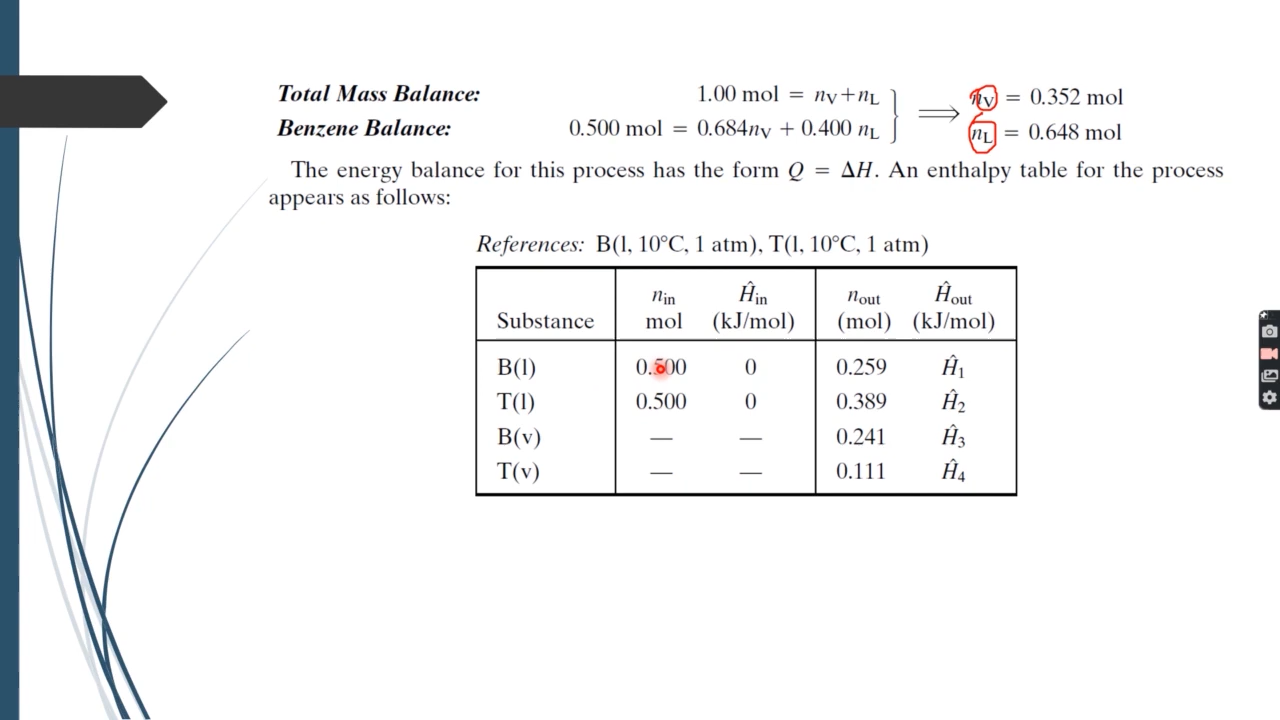 Total Mass Balance: 1.00 mol = nV+nL ⟹ nV = 0.352 mol
Benzene Balance: 0.500 mol = 0.684nV + 0.400 nL } nL = 0.648 mol
The energy balance for this process has the form Q = ΔH. An enthalpy table for the process
appears as follows:
References: B(l, 10°C, 1 atm), T(l, 10°C, 1 atm)
Substance nin mol Ĥin (kJ/mol) nout (mol) Ĥout (kJ/mol)
B(l) 0.500 0 0.259 Ĥ1
T(l) 0.500 0 0.389 Ĥ2
B(v) — — 0.241 Ĥ3
T(v) — — 0.111 Ĥ4